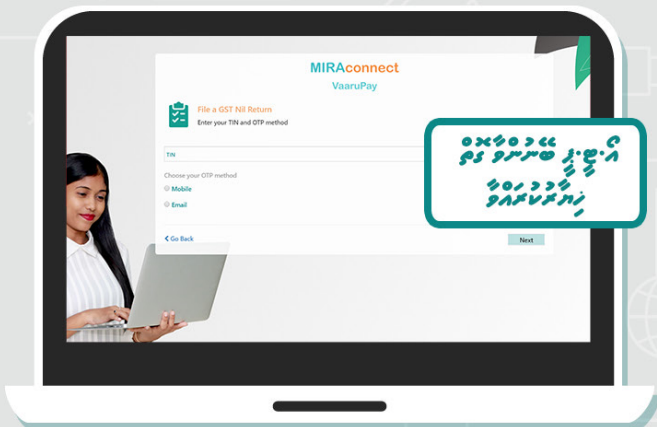 MIRAconnect
VaaruPay
File a GST Nil Return
Enter your TIN and OTP method
TIN
Choose your OTP method
Mobile
Email
Go Back
Next
އޯ.ޓީ.ޕީ ބޭނުންވާ ގޮތް
ޚިޔާރުކުރައްވާ